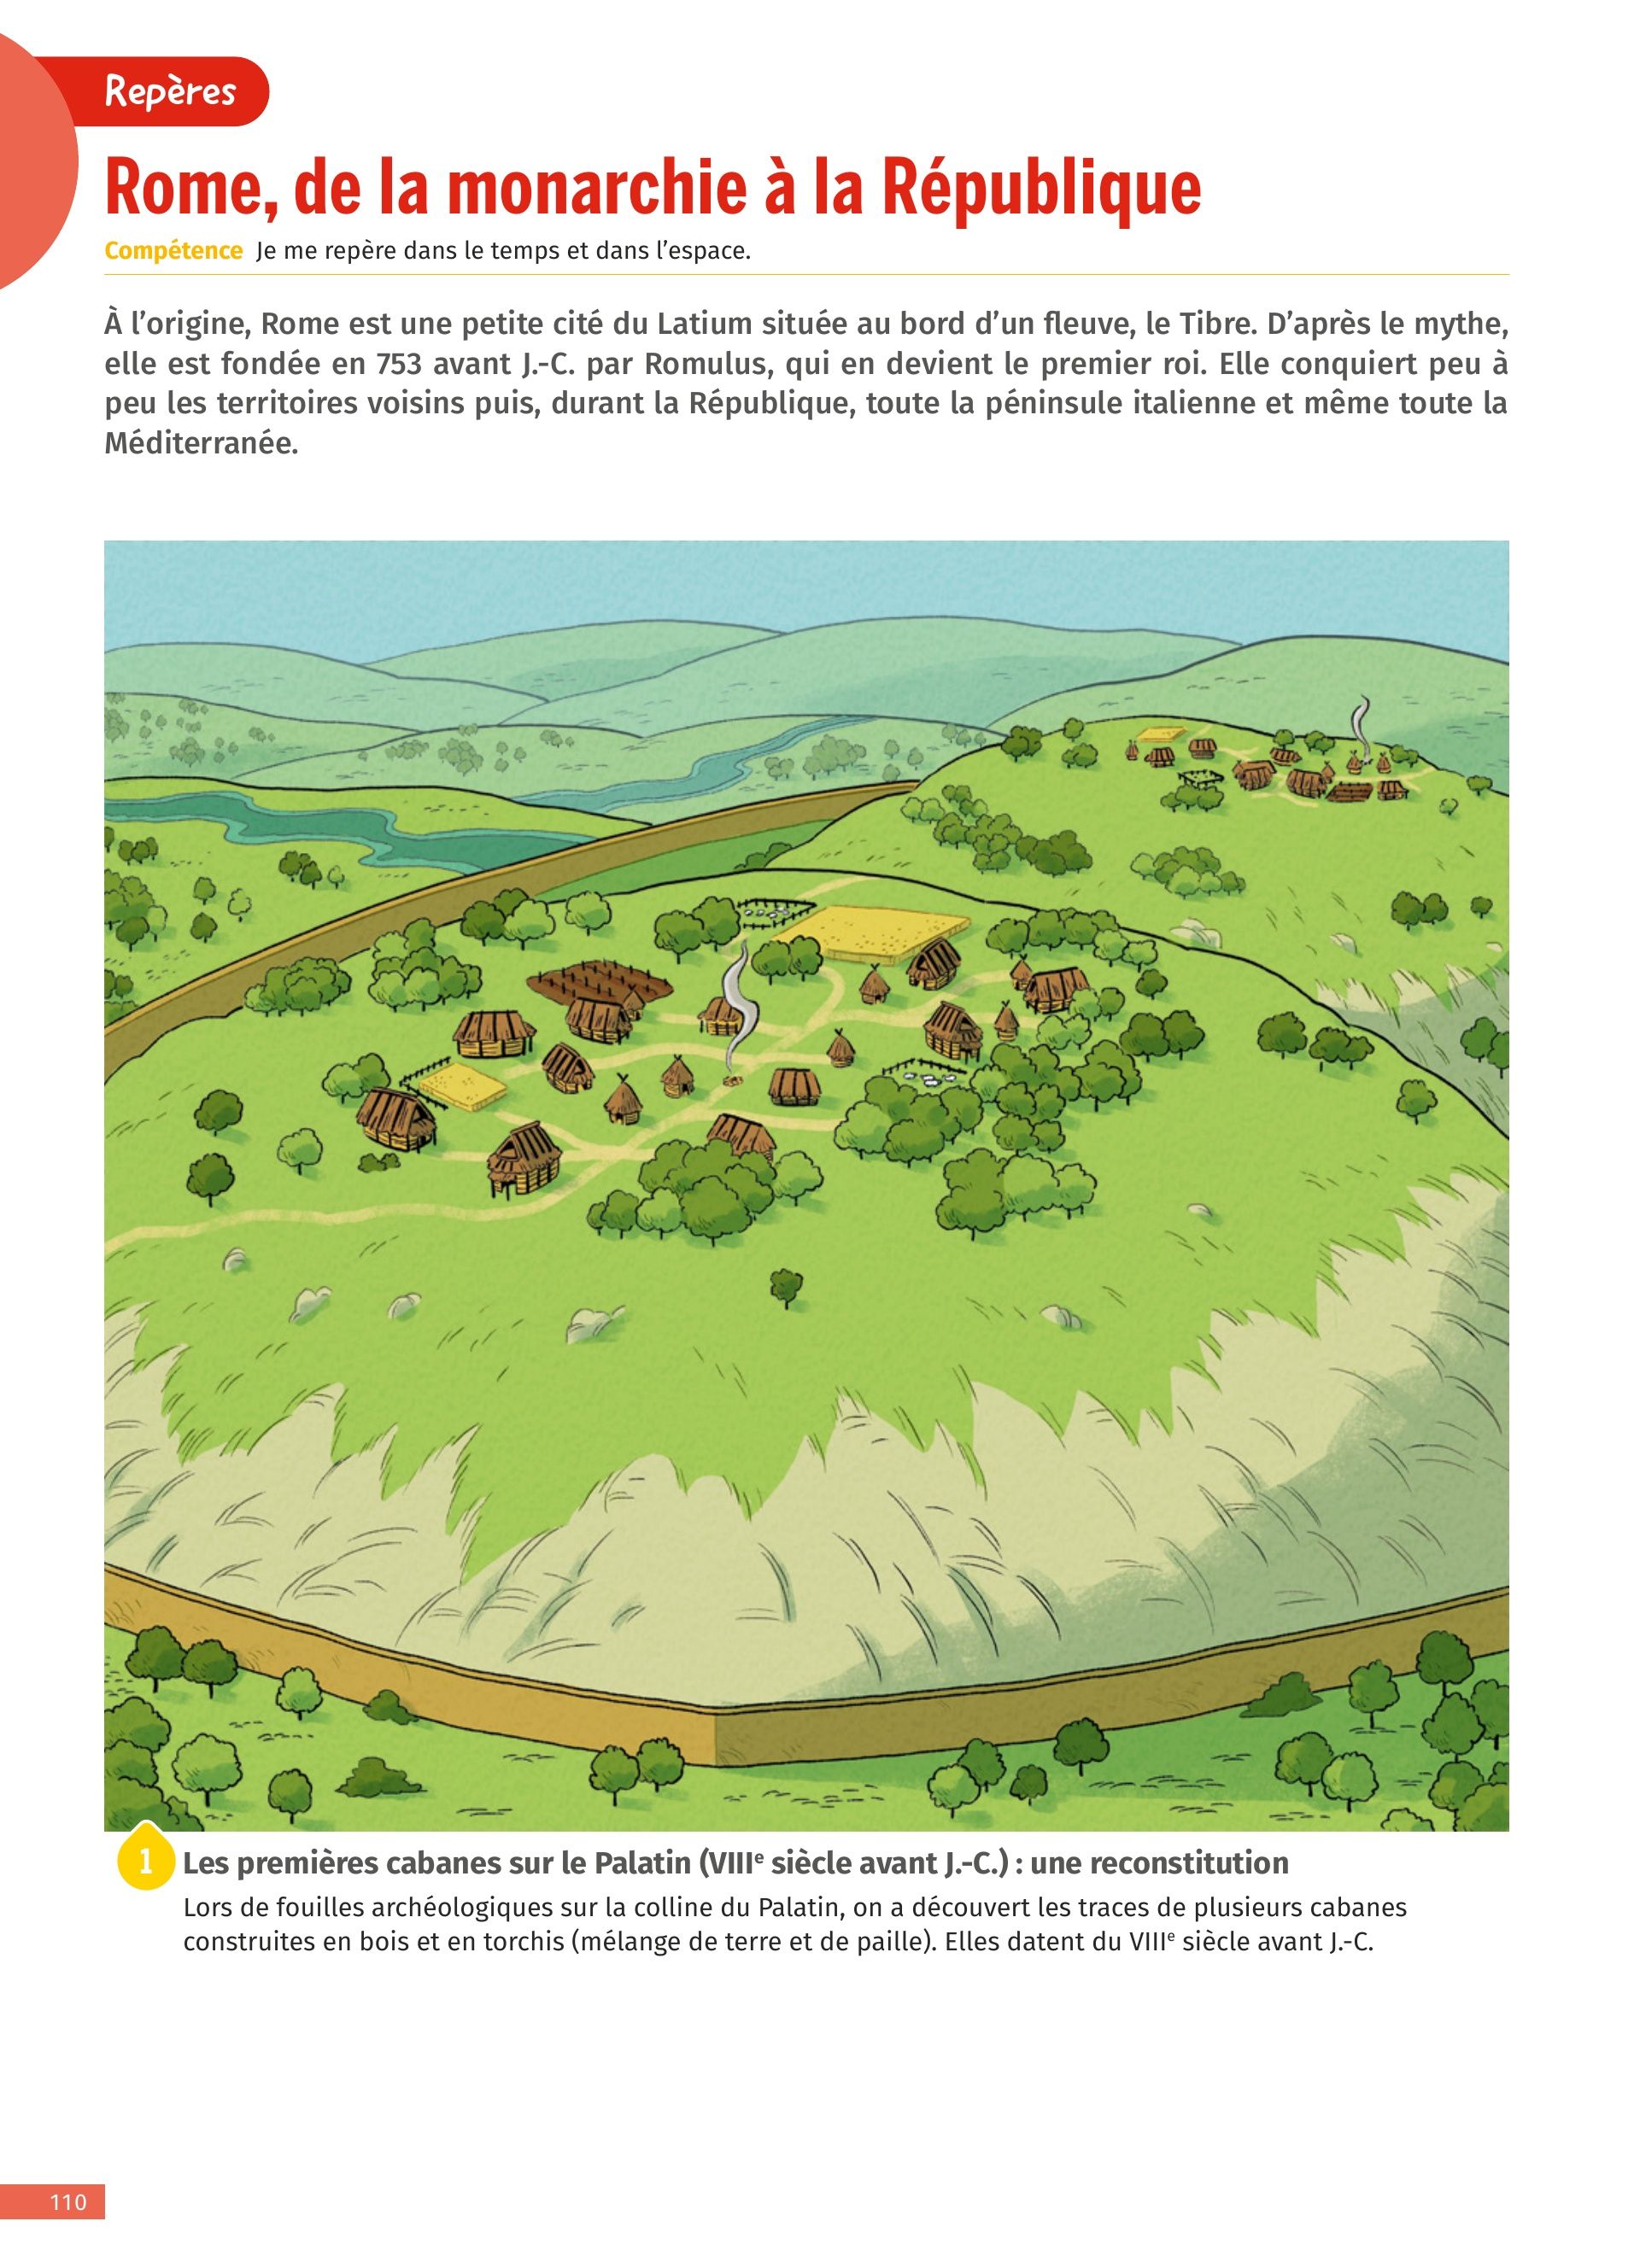 Repères
Rome, de la monarchie à la République
Compétence Je me repère dans le temps et dans l’espace.
À l’origine, Rome est une petite cité du Latium située au bord d’un fleuve, le Tibre. D’après le mythe,
elle est fondée en 753 avant J.-C. par Romulus, qui en devient le premier roi. Elle conquiert peu à
peu les territoires voisins puis, durant la République, toute la péninsule italienne et même toute la
Méditerranée.
1 Les premières cabanes sur le Palatin (VIIIᵉ siècle avant J.-C.) : une reconstitution
Lors de fouilles archéologiques sur la colline du Palatin, on a découvert les traces de plusieurs cabanes
construites en bois et en torchis (mélange de terre et de paille). Elles datent du VIIIᵉ siècle avant J.-C.
110